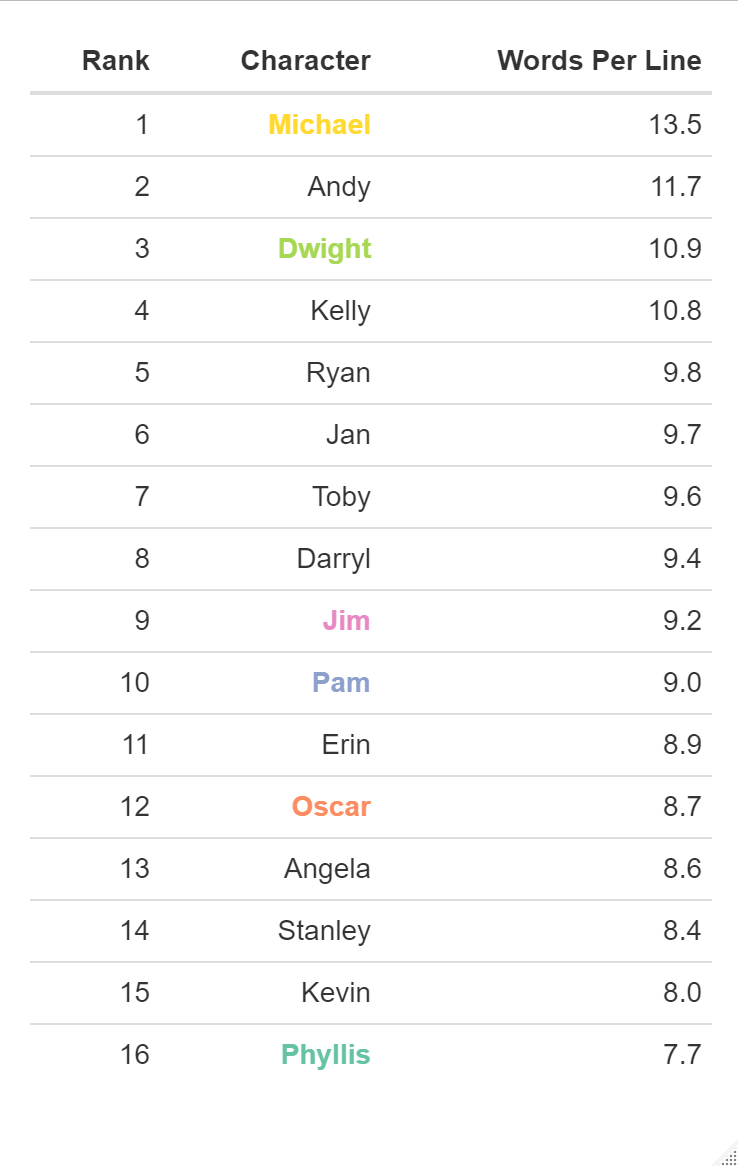 Rank Character Words Per Line
1 Michael 13.5
2 Andy 11.7
3 Dwight 10.9
4 Kelly 10.8
5 Ryan 9.8
6 Jan 9.7
7 Toby 9.6
8 Darryl 9.4
9 Jim 9.2
10 Pam 9.0
11 Erin 8.9
12 Oscar 8.7
13 Angela 8.6
14 Stanley 8.4
15 Kevin 8.0
16 Phyllis 7.7